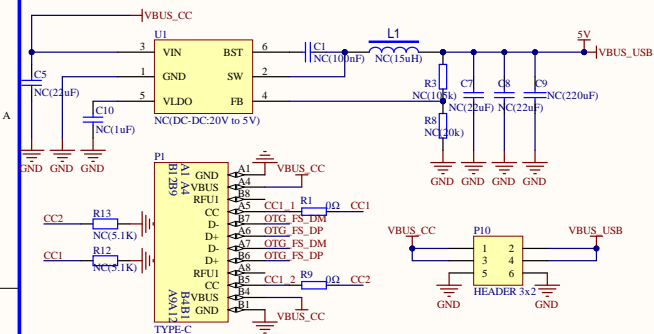 VBUS_CC
U1
3 VIN BST 6
1 GND SW 2
5 VLDO FB 4
NC(DC-DC:20V to 5V)
C5
NC(22uF)
C10
NC(1uF)
GND GND GND
C1
NC(100nF)
L1
NC(15uH)
5V
VBUS_USB
R3
NC(105k)
R8
NC(20k)
C7
NC(22uF)
C8
NC(22uF)
C9
NC(220uF)
GND GND GND GND
A
P1
A1 A4
B12B9
GND A1
VBUS A4
RFU1 B8
CC A5
D- B7
D+ A6
D- A7
D+ B6
RFU1 A8
CC B5
VBUS B4
GND B1
B4B1
A9A12
TYPE-C
GND
VBUS_CC
CC1_1 R1 0Ω CC1
OTG_FS_DM
OTG_FS_DP
OTG_FS_DM
OTG_FS_DP
CC1_2 R9 0Ω CC2
VBUS_CC
GND
CC2 R13
NC(5.1K)
CC1 R12
NC(5.1K)
VBUS_CC P10 VBUS_USB
1 2
3 4
5 6
HEADER 3x2
GND GND